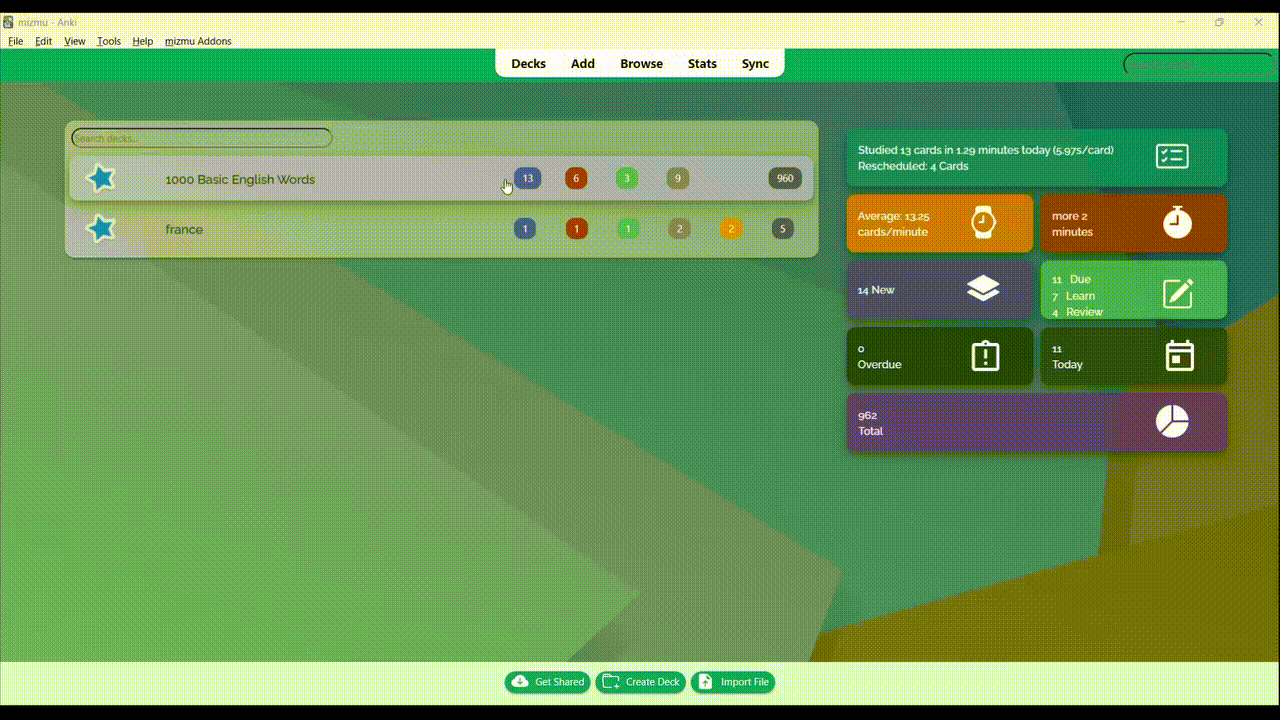 mizmu - Anki
File Edit View Tools Help mizmu Addons
Decks Add Browse Stats Sync
Search decks...
1000 Basic English Words 13 6 3 9 960
france 1 1 1 2 2 5
Studied 13 cards in 1.29 minutes today (5.97s/card)
Rescheduled: 4 Cards
Average: 13.25
cards/minute
more 2
minutes
14 New
11 Due
7 Learn
4 Review
0
Overdue
11
Today
962
Total
Get Shared Create Deck Import File